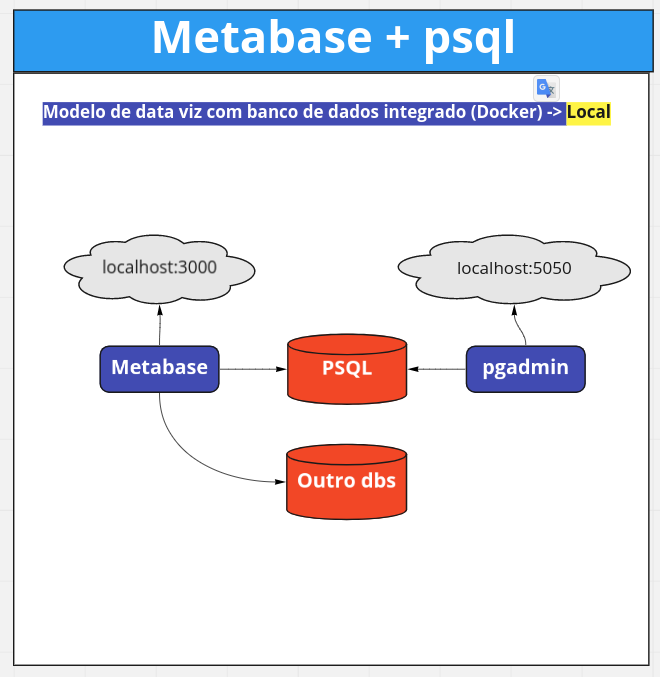 Metabase + psql
Modelo de data viz com banco de dados integrado (Docker) -> Local
localhost:3000
localhost:5050
Metabase
PSQL
pgadmin
Outro dbs